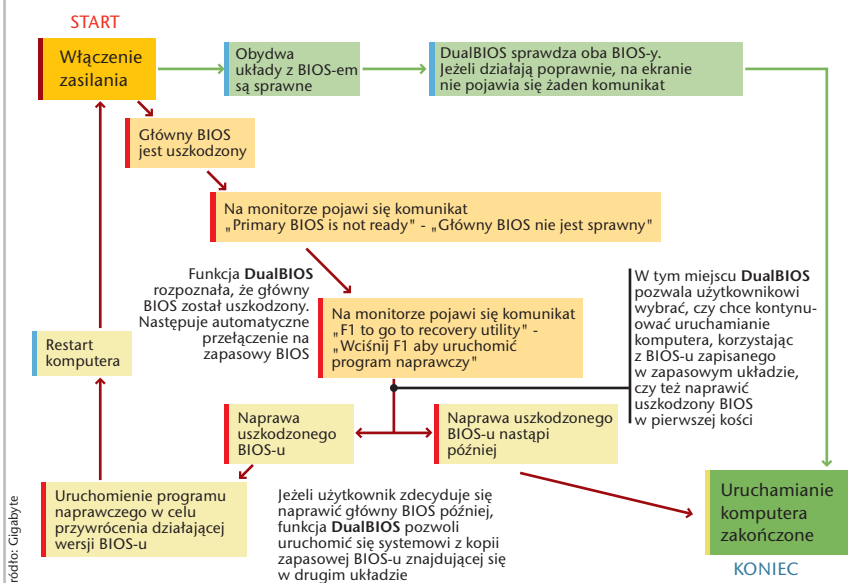 START
Włączenie
zasilania
Obydwa
układy z BIOS-em
są sprawne
DualBIOS sprawdza oba BIOS-y.
Jeżeli działają poprawnie, na ekranie
nie pojawia się żaden komunikat
Główny BIOS
jest uszkodzony
Na monitorze pojawi się komunikat
„Primary BIOS is not ready" - „Główny BIOS nie jest sprawny"
Funkcja DualBIOS
rozpoznała, że główny
BIOS został uszkodzony.
Następuje automatyczne
przełączenie na
zapasowy BIOS
Na monitorze pojawi się komunikat
„F1 to go to recovery utility" -
„Wciśnij F1 aby uruchomić
program naprawczy"
W tym miejscu DualBIOS
pozwala użytkownikowi
wybrać, czy chce kontynu-
ować uruchamianie
komputera, korzystając
z BIOS-u zapisanego
w zapasowym układzie,
czy też naprawić
uszkodzony BIOS
w pierwszej kości
Restart
komputera
Naprawa
uszkodzonego
BIOS-u
Naprawa uszkodzonego
BIOS-u nastąpi
później
Uruchomienie programu
naprawczego w celu
przywrócenia działającej
wersji BIOS-u
Jeżeli użytkownik zdecyduje się
naprawić główny BIOS później,
funkcja DualBIOS pozwoli
uruchomić się systemowi z kopii
zapasowej BIOS-u znajdującej się
w drugim układzie
Uruchamianie
komputera
zakończone
KONIEC
ródło: Gigabyte